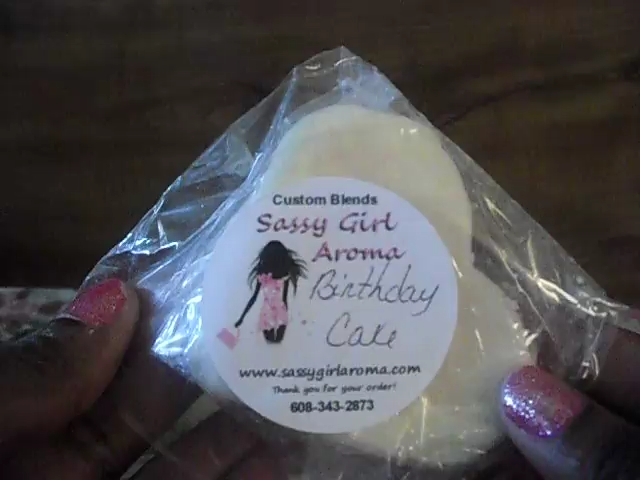 Custom Blends
Sassy Girl
Aroma
Birthday
Cake
www.sassygirlaroma.com
Thank you for your order!
608-343-2873